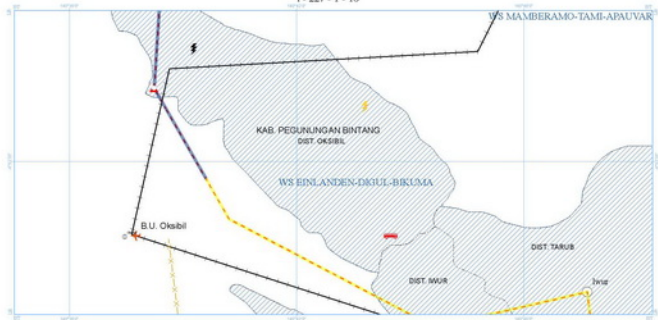 WS MAMBERAMO-TAMI-APAUVAR
KAB. PEGUNUNGAN BINTANG
DIST. OKSIBIL
WS EINLANDEN-DIGUL-BIKUMA
B.U. Oksibil
DIST. TARUB
DIST. IWUR
Iwur